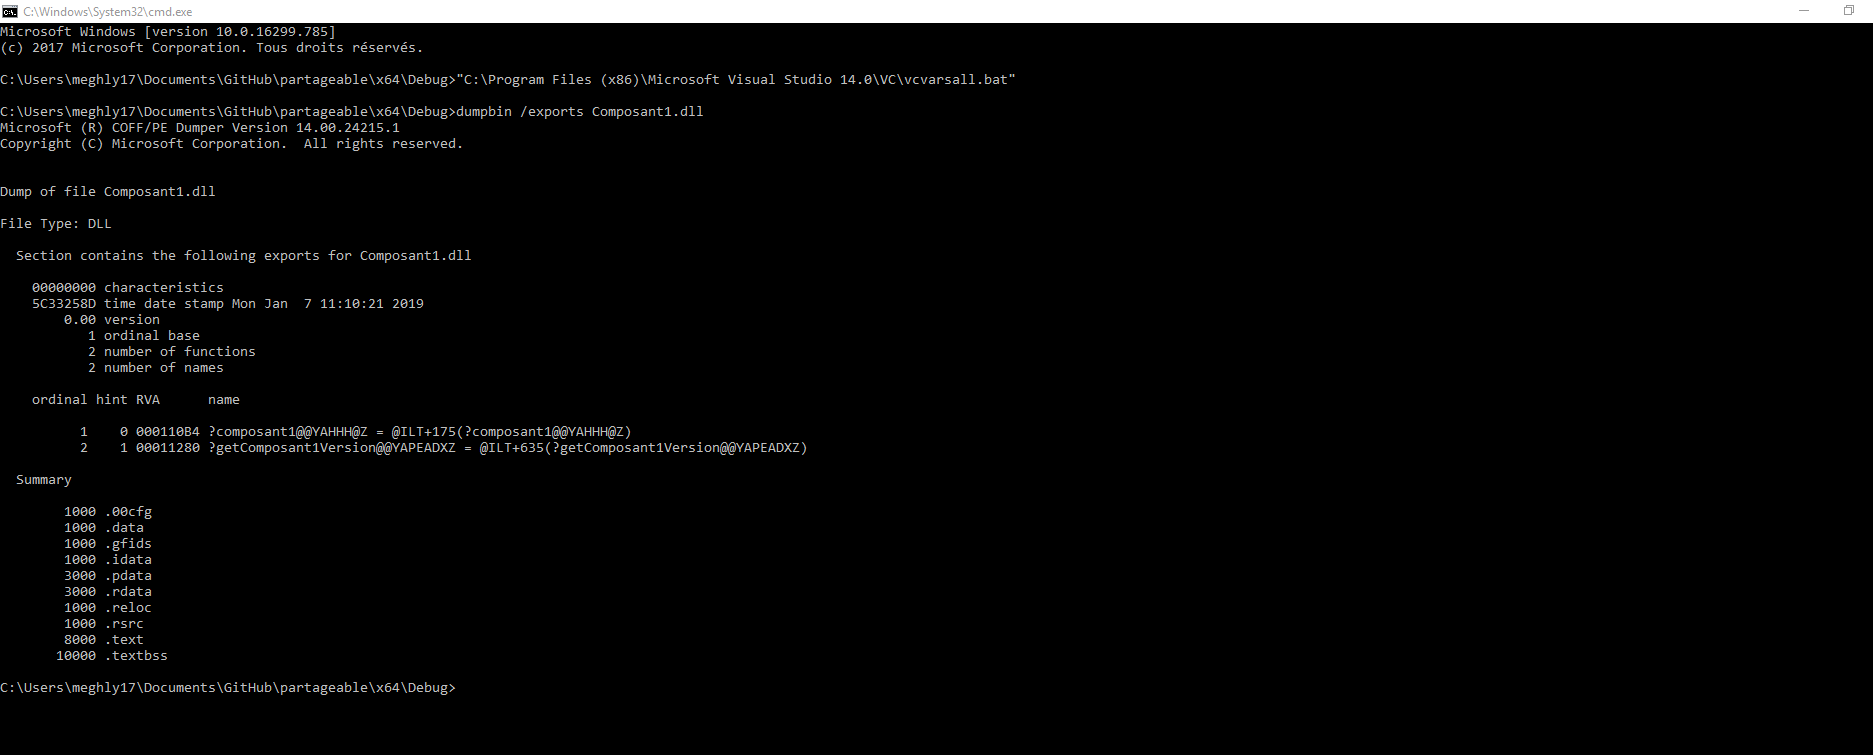 C:\Windows\System32\cmd.exe
Microsoft Windows [version 10.0.16299.785]
(c) 2017 Microsoft Corporation. Tous droits réservés.
C:\Users\meghly17\Documents\GitHub\partageable\x64\Debug>"C:\Program Files (x86)\Microsoft Visual Studio 14.0\VC\vcvarsall.bat"
C:\Users\meghly17\Documents\GitHub\partageable\x64\Debug>dumpbin /exports Composant1.dll
Microsoft (R) COFF/PE Dumper Version 14.00.24215.1
Copyright (C) Microsoft Corporation.  All rights reserved.
Dump of file Composant1.dll
File Type: DLL
Section contains the following exports for Composant1.dll
00000000 characteristics
5C33258D time date stamp Mon Jan  7 11:10:21 2019
0.00 version
1 ordinal base
2 number of functions
2 number of names
ordinal hint RVA      name
1    0 000110B4 ?composant1@@YAHHH@Z = @ILT+175(?composant1@@YAHHH@Z)
2    1 00011280 ?getComposant1Version@@YAPEADXZ = @ILT+635(?getComposant1Version@@YAPEADXZ)
Summary
1000 .00cfg
1000 .data
1000 .gfids
1000 .idata
3000 .pdata
3000 .rdata
1000 .reloc
1000 .rsrc
8000 .text
10000 .textbss
C:\Users\meghly17\Documents\GitHub\partageable\x64\Debug>